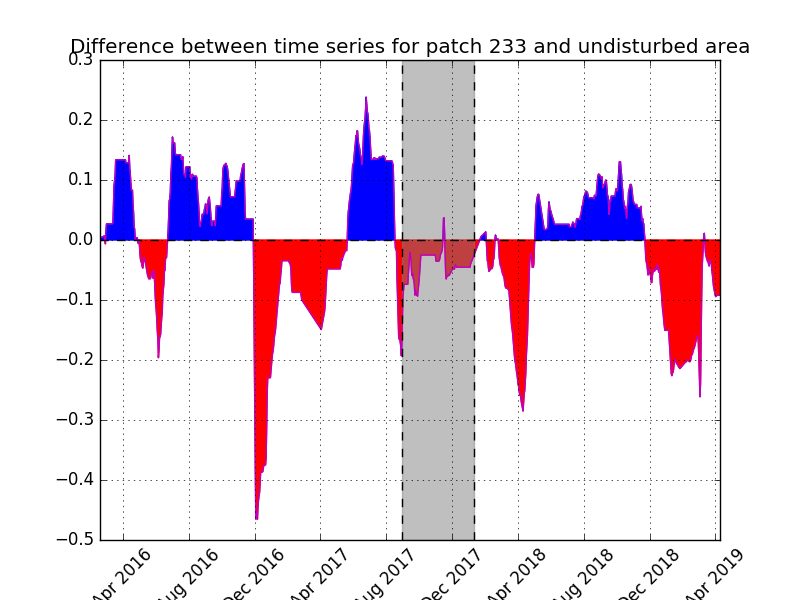 Difference between time series for patch 233 and undisturbed area
0.3
0.2
0.1
0.0
−0.1
−0.2
−0.3
−0.4
−0.5
Apr 2016
Aug 2016
Dec 2016
Apr 2017
Aug 2017
Dec 2017
Apr 2018
Aug 2018
Dec 2018
Apr 2019